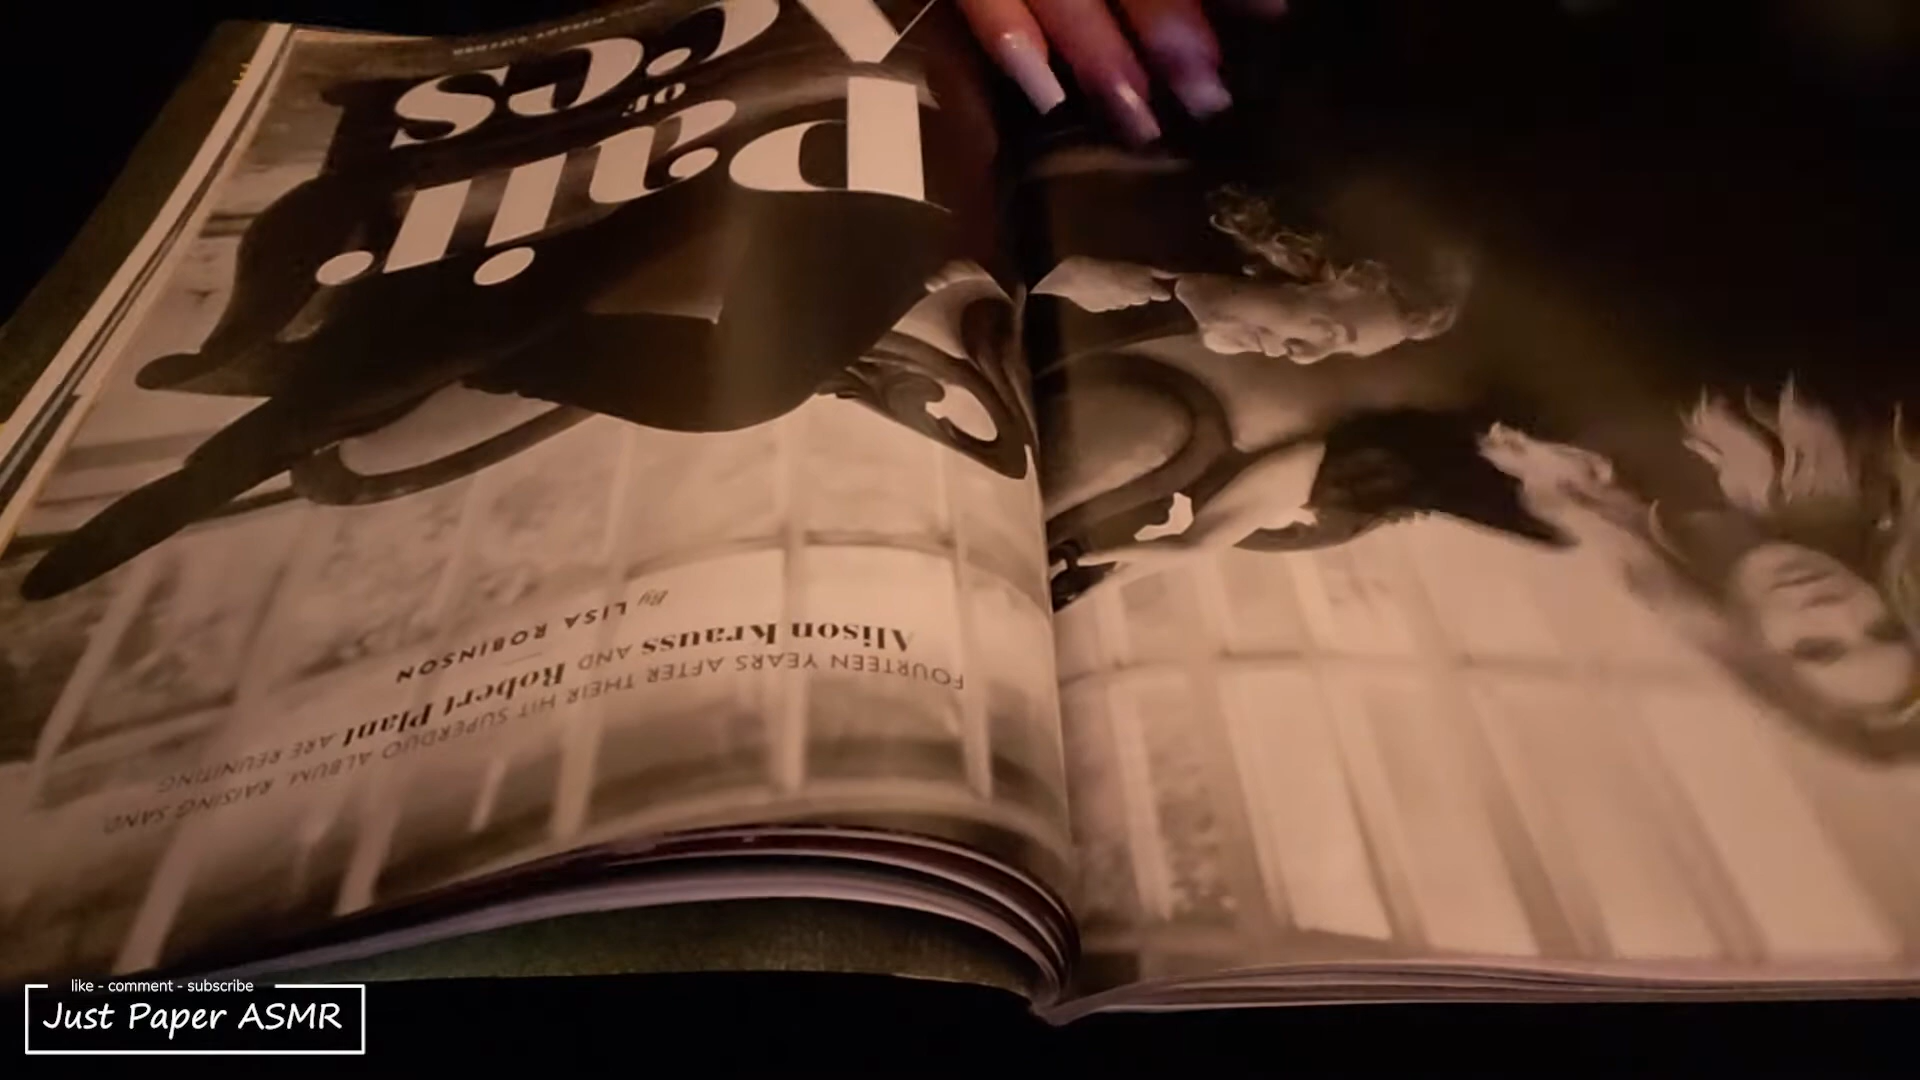 Pair
OF
FOURTEEN YEARS AFTER THEIR HIT SUPERDUO ALBUM, RAISING SAND,
Alison Krauss AND Robert Plant ARE REUNITING
By LISA ROBINSON
like - comment - subscribe
Just Paper ASMR